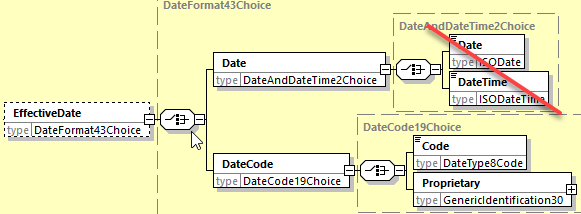 DateFormat43Choice
DateAndDateTime2Choice
Date
type ISODate
DateTime
type ISODateTime
Date
type DateAndDateTime2Choice
EffectiveDate
type DateFormat43Choice
DateCode19Choice
DateCode
type DateCode19Choice
Code
type DateType8Code
Proprietary
type GenericIdentification30